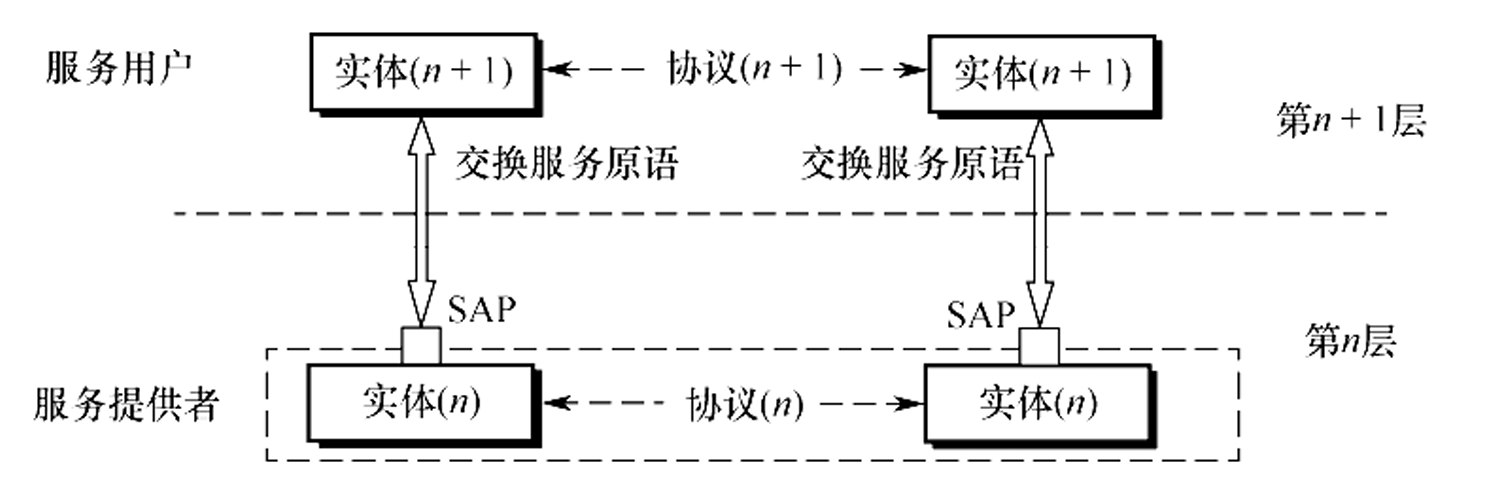 服务用户 实体(n + 1) 协议(n + 1) 实体(n + 1)
第n + 1层
交换服务原语 交换服务原语
SAP SAP
第n层
服务提供者 实体(n) 协议(n) 实体(n)